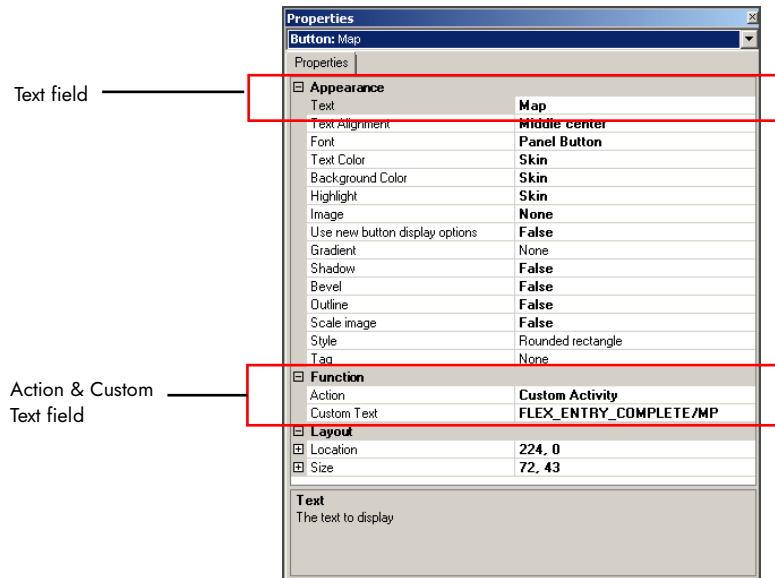 Properties
Button: Map
Properties
Text field
Appearance
Text Map
Text Alignment Middle center
Font Panel Button
Text Color Skin
Background Color Skin
Highlight Skin
Image None
Use new button display options False
Gradient None
Shadow False
Bevel False
Outline False
Scale image False
Style Rounded rectangle
Tag None
Action & Custom
Text field
Function
Action Custom Activity
Custom Text FLEX_ENTRY_COMPLETE/MP
Layout
Location 224, 0
Size 72, 43
Text
The text to display